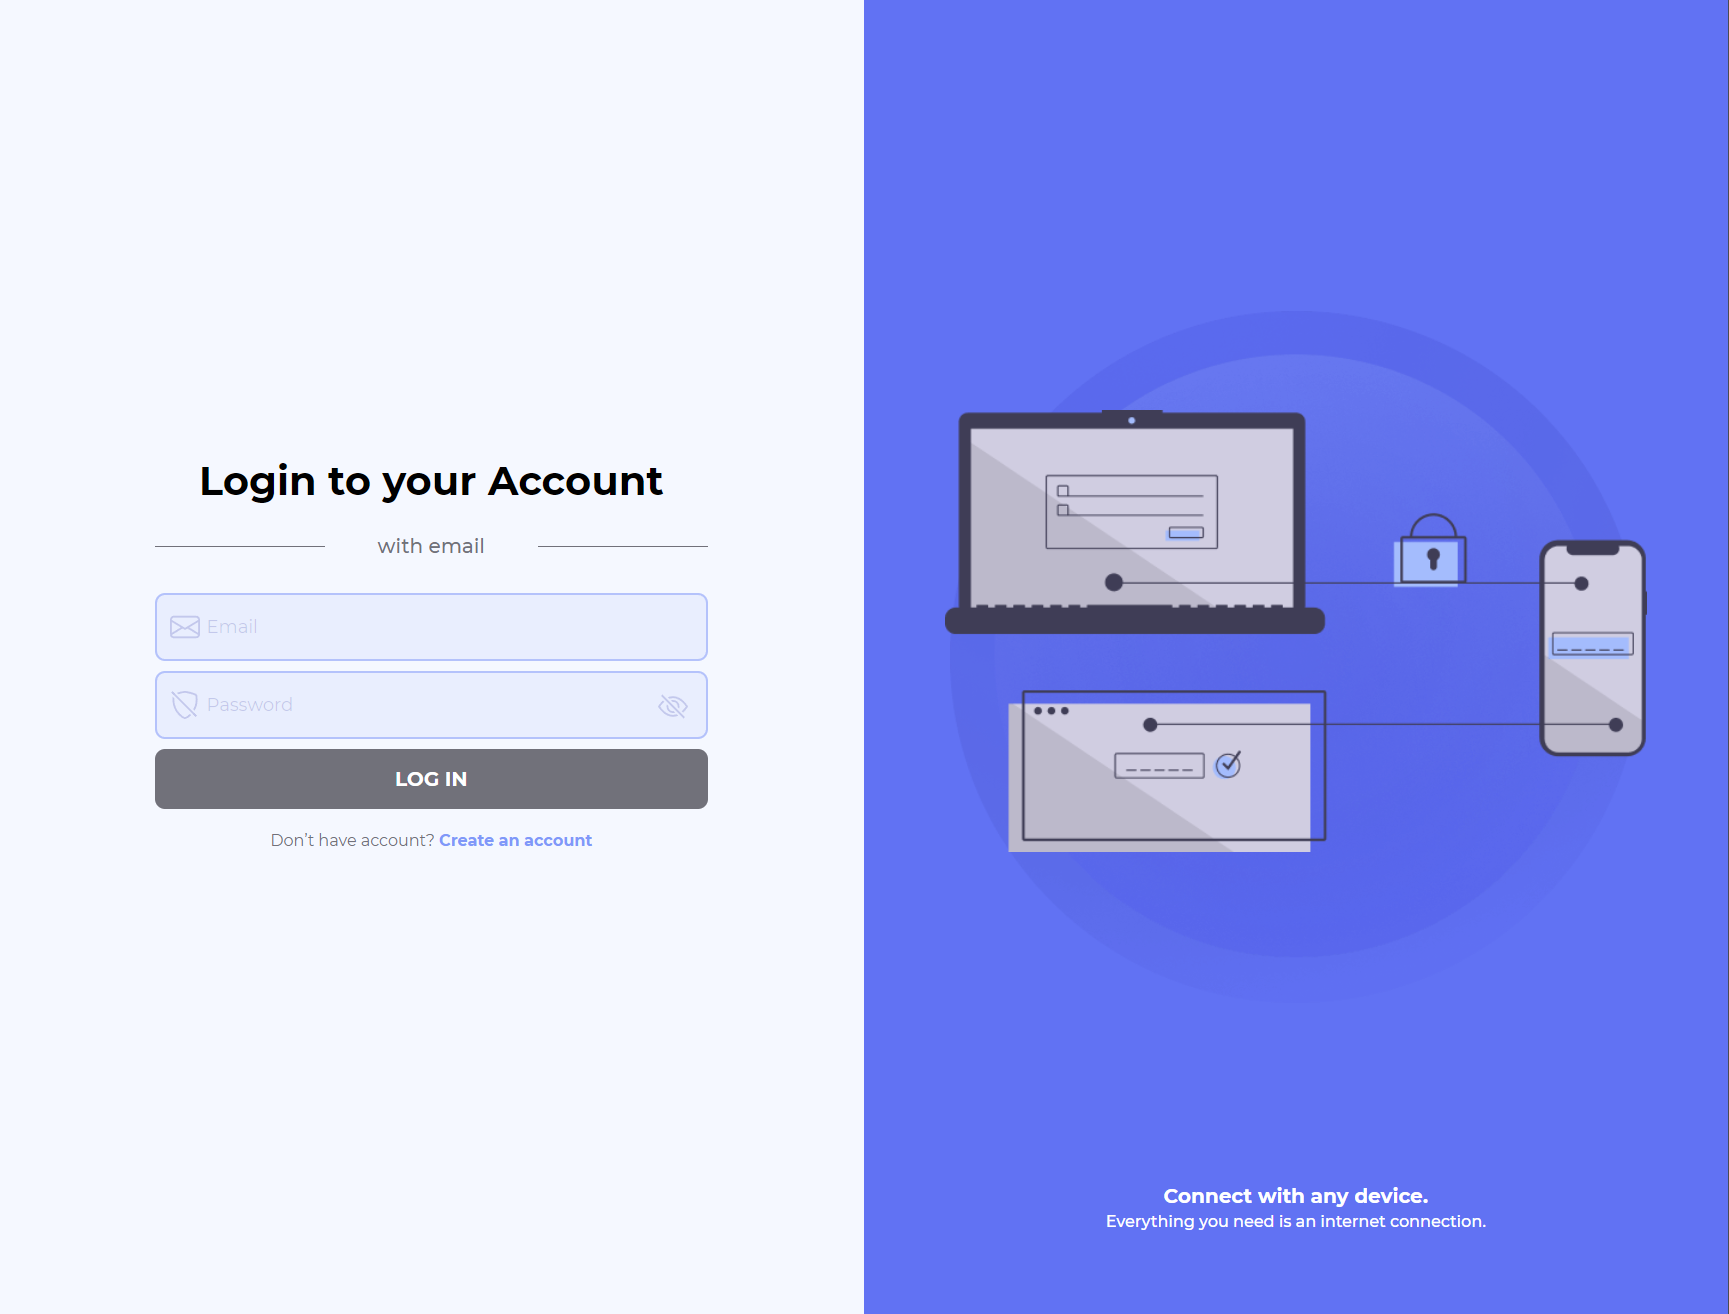 Login to your Account
with email
Email
Password
LOG IN
Don’t have account? Create an account
Connect with any device.
Everything you need is an internet connection.